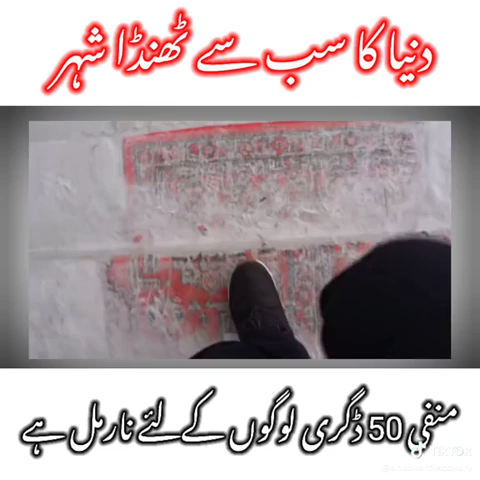 دنیا کا سب سے ٹھنڈا شہر
منفی 50 ڈگری لوگوں کے لئے نارمل ہے